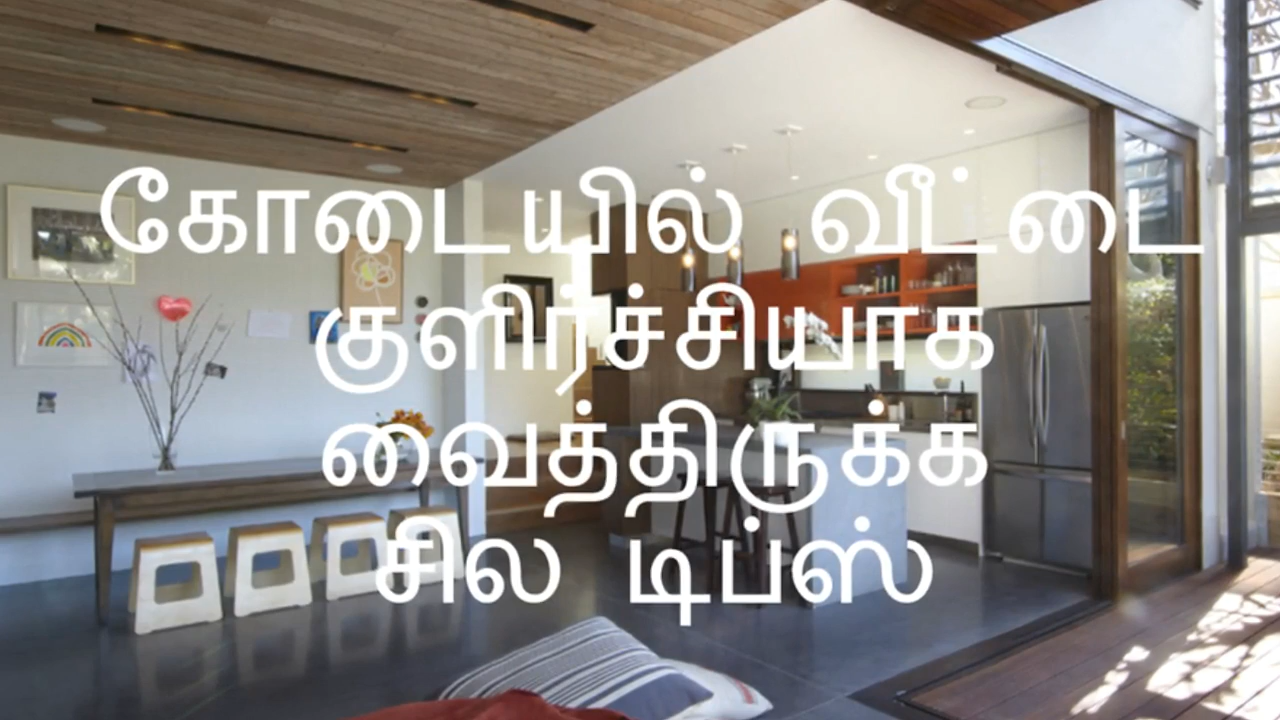 கோடையில் வீட்டை
குளிர்ச்சியாக
வைத்திருக்க
சில டிப்ஸ்